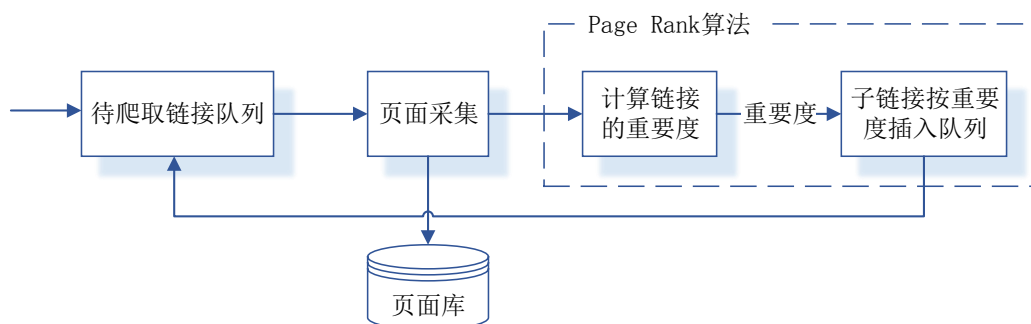 Page Rank算法
待爬取链接队列
页面采集
计算链接
的重要度
重要度
子链接按重要
度插入队列
页面库